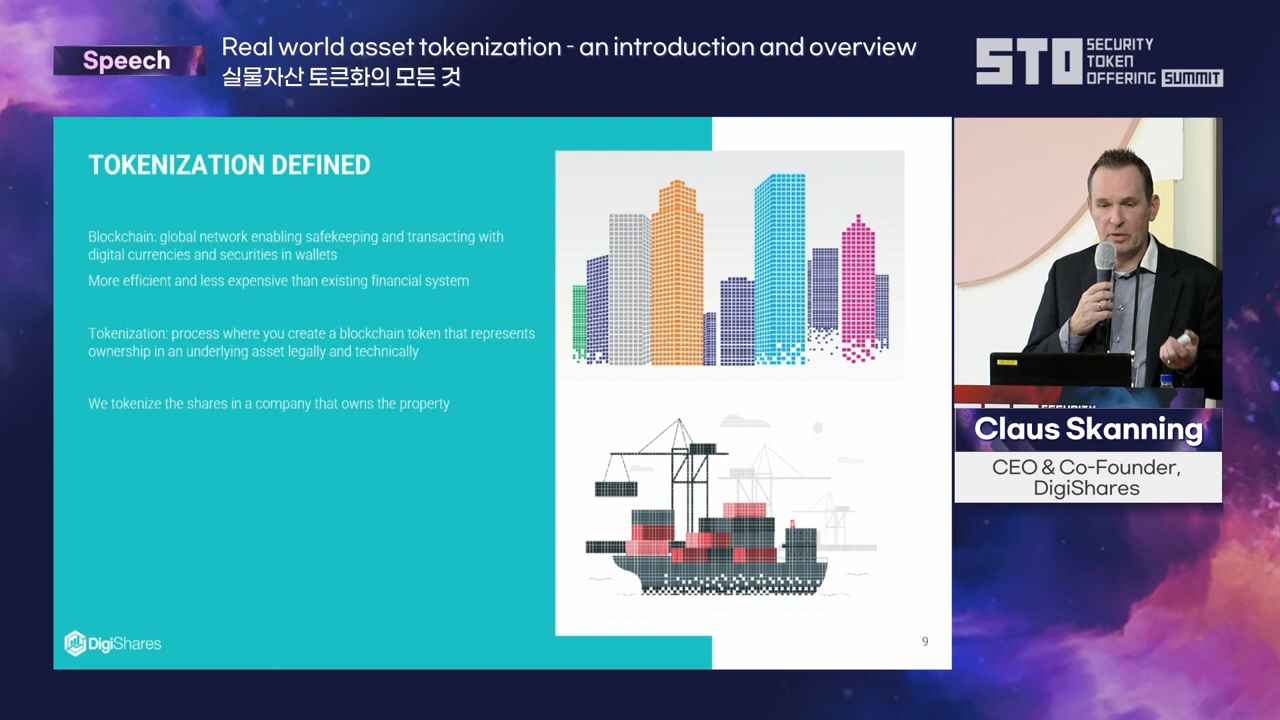 Speech
Real world asset tokenization - an introduction and overview
실물자산 토큰화의 모든 것
STO SECURITY
TOKEN
OFFERING SUMMIT
TOKENIZATION DEFINED
Blockchain: global network enabling safekeeping and transacting with
digital currencies and securities in wallets
More efficient and less expensive than existing financial system
Tokenization: process where you create a blockchain token that represents
ownership in an underlying asset legally and technically
We tokenize the shares in a company that owns the property
DigiShares
9
Claus Skanning
CEO & Co-Founder,
DigiShares